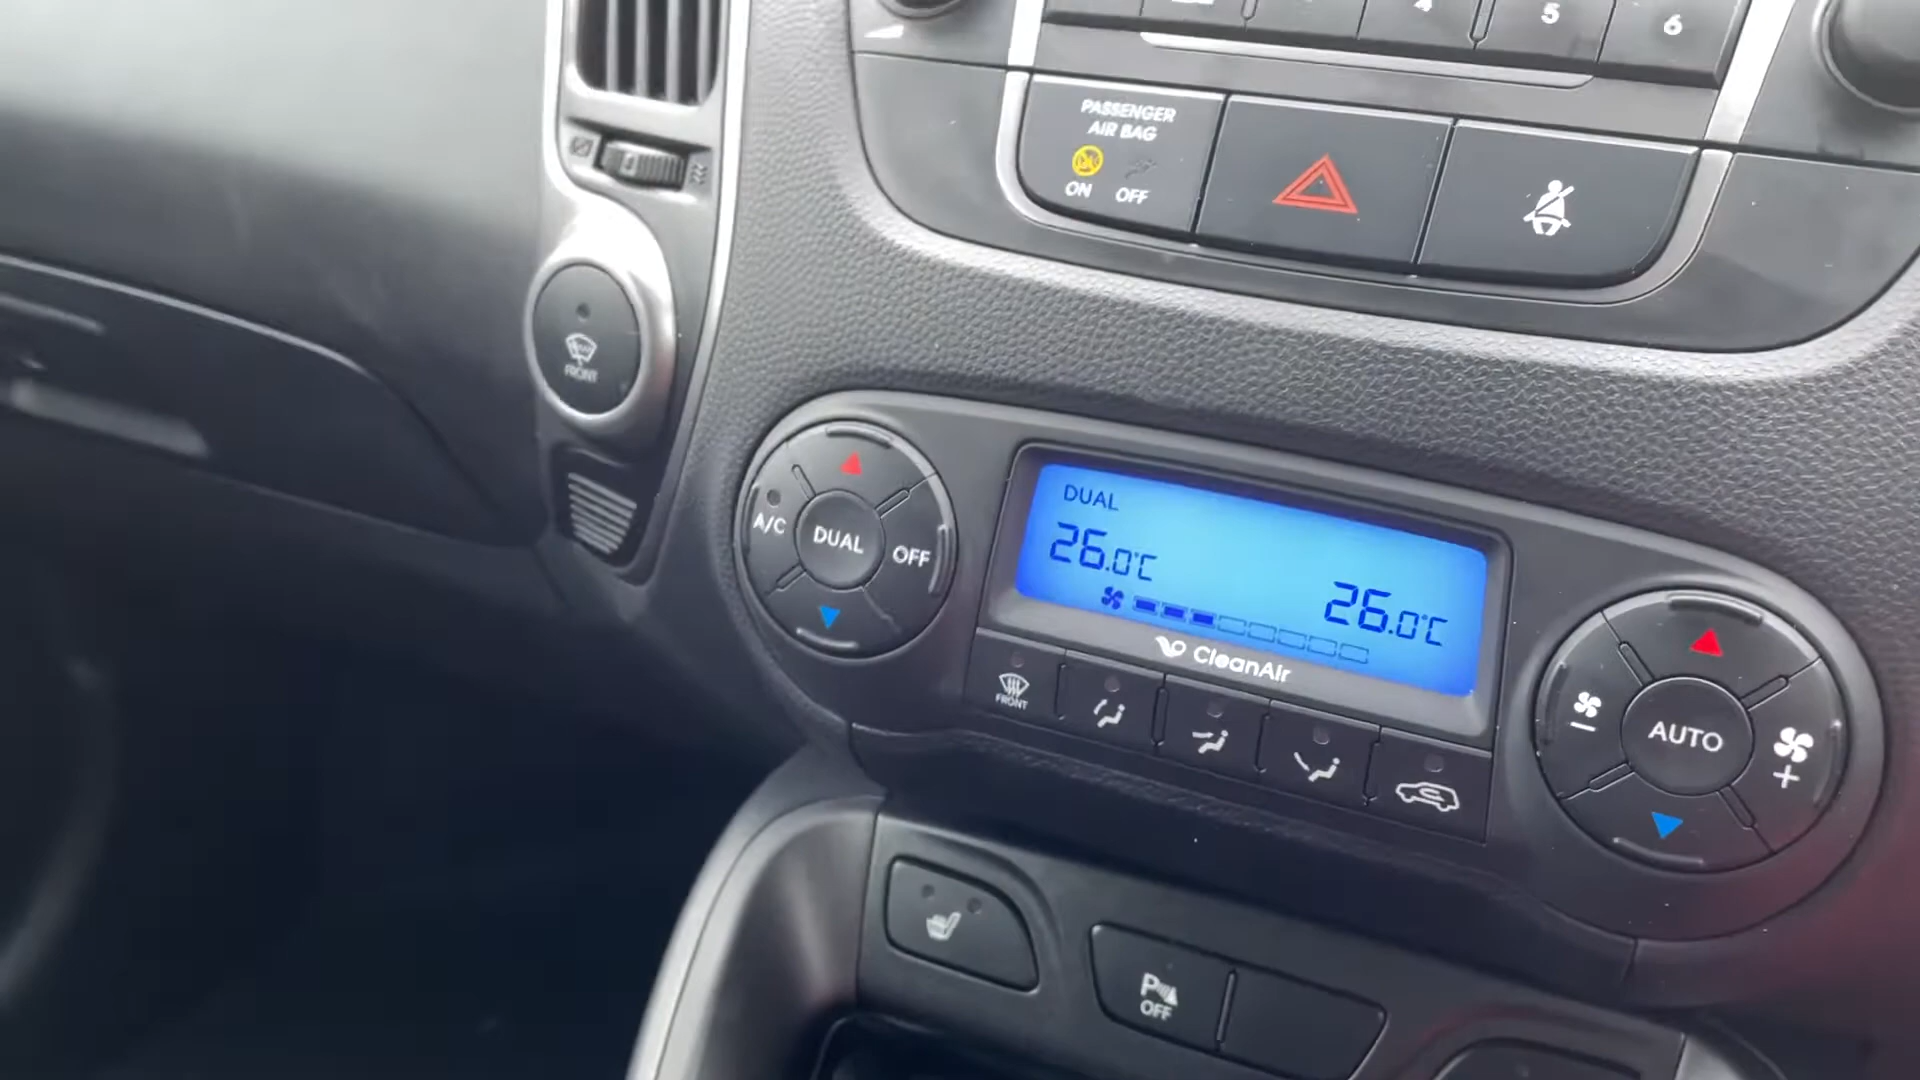 4 5 6
PASSENGER
AIR BAG
ON OFF
FRONT
A/C DUAL OFF
DUAL
26.0°C
26.0°C
CleanAir
FRONT
AUTO
P
OFF